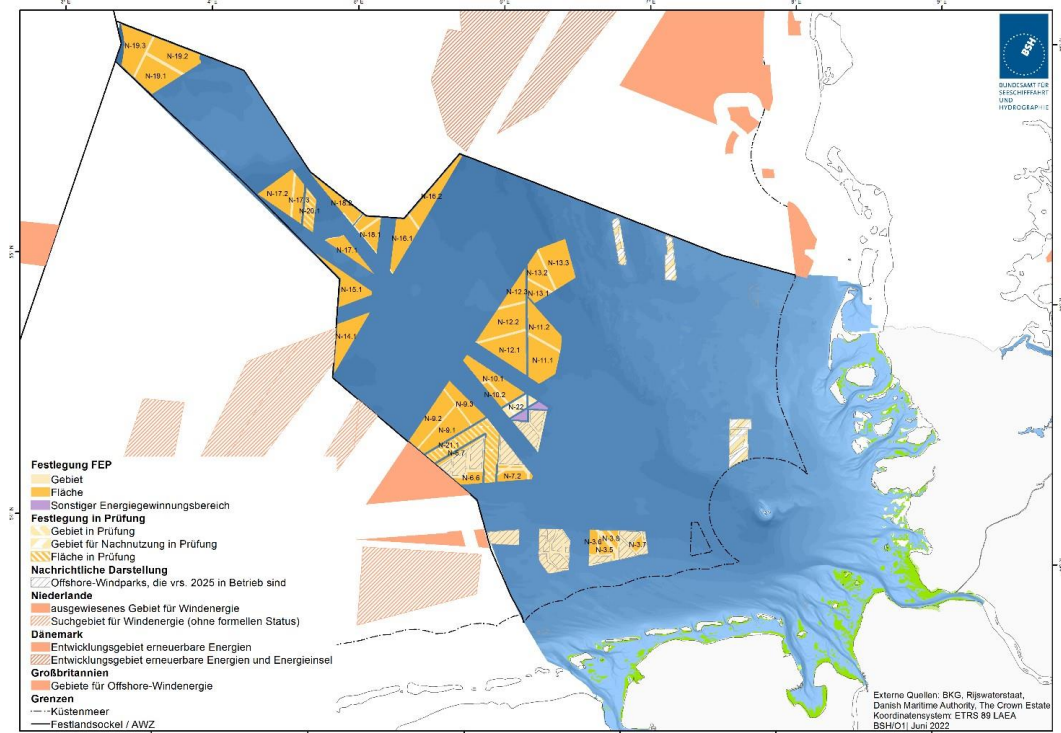 BSH
BUNDESAMT FÜR
SEESCHIFFFAHRT
UND
HYDROGRAPHIE
N-19.3
N-19.2
N-19.1
N-17.2
N-17.3
N-20.1
N-18.2
N-18.1
N-16.2
N-16.1
N-17.1
N-15.1
N-14.1
N-13.3
N-13.2
N-13.1
N-12.3
N-12.2
N-11.2
N-12.1
N-11.1
N-10.1
N-10.2
N-22
N-9.3
N-9.2
N-9.1
N-21.1
N-6.7
N-6.6
N-7.2
N-3.6
N-3.8
N-3.5
N-3.7
Festlegung FEP
Gebiet
Fläche
Sonstiger Energiegewinnungsbereich
Festlegung in Prüfung
Gebiet in Prüfung
Gebiet für Nachnutzung in Prüfung
Fläche in Prüfung
Nachrichtliche Darstellung
Offshore-Windparks, die vrs. 2025 in Betrieb sind
Niederlande
ausgewiesenes Gebiet für Windenergie
Suchgebiet für Windenergie (ohne formellen Status)
Dänemark
Entwicklungsgebiet erneuerbare Energien
Entwicklungsgebiet erneuerbare Energien und Energieinsel
Großbritannien
Gebiete für Offshore-Windenergie
Grenzen
Küstenmeer
Festlandsockel / AWZ
Externe Quellen: BKG, Rijswaterstaat,
Danish Maritime Authority, The Crown Estate
Koordinatensystem: ETRS 89 LAEA
BSH/O1| Juni 2022